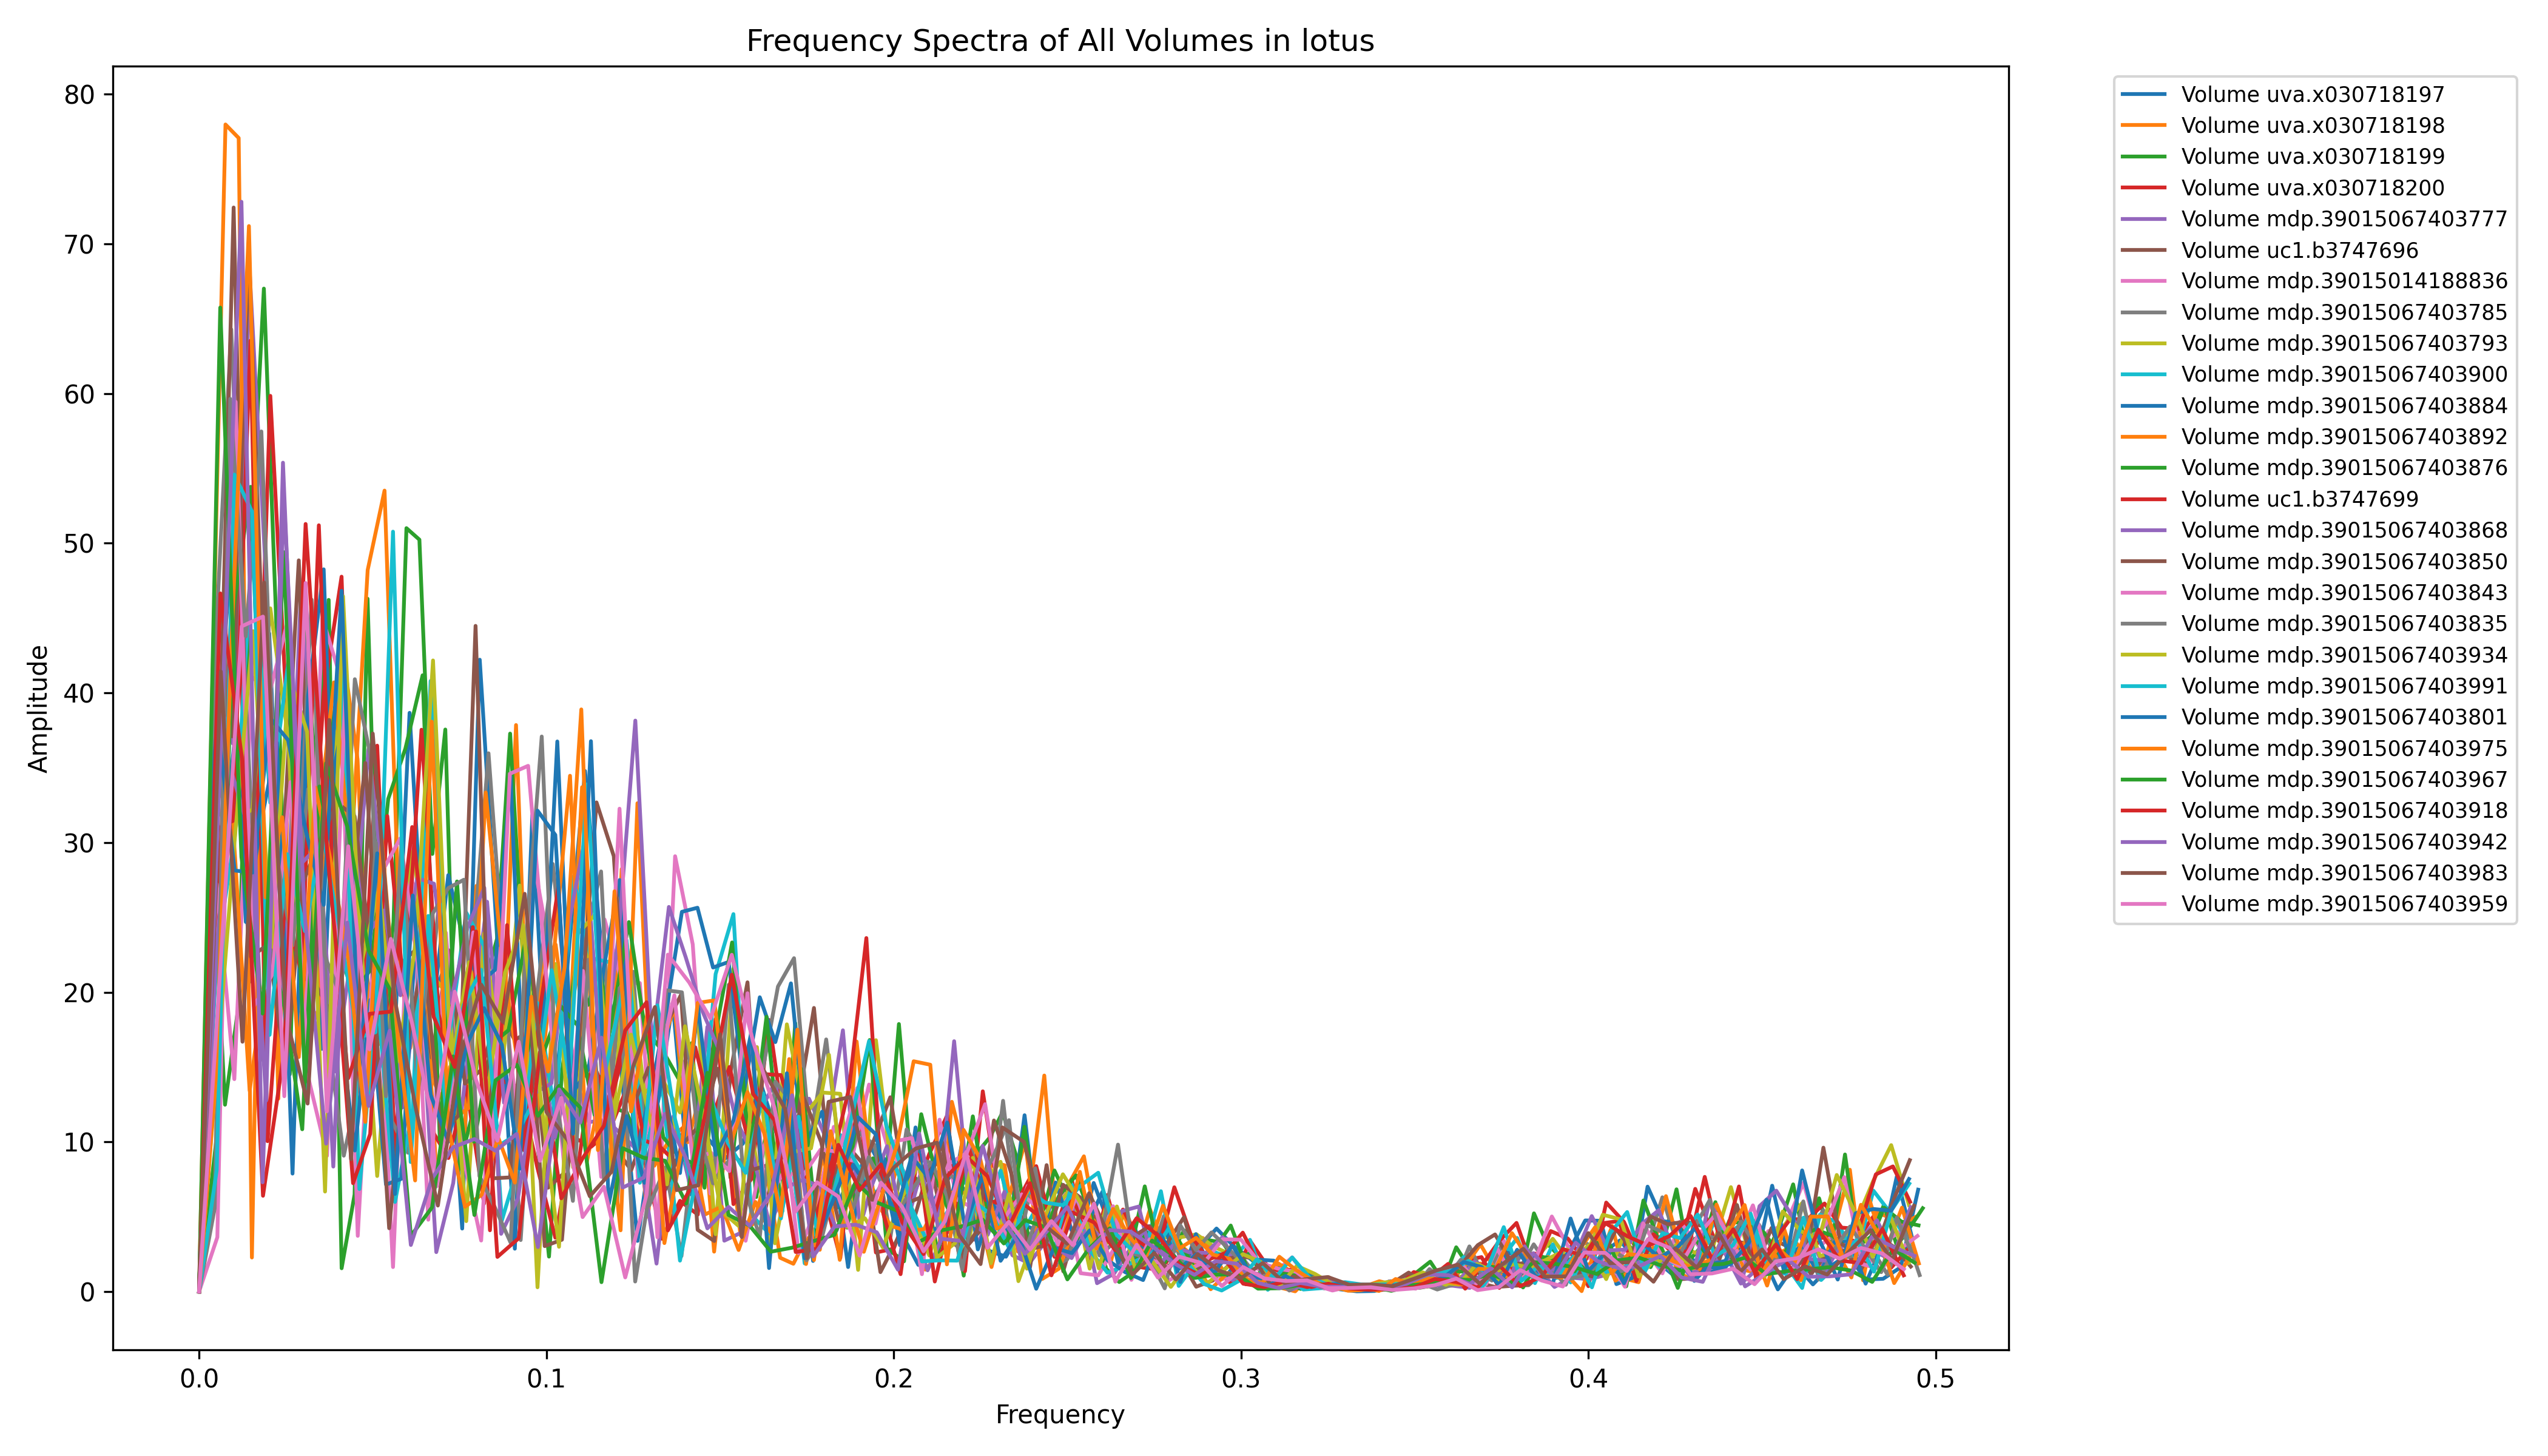 Frequency Spectra of All Volumes in lotus
80
70
60
50
40
30
20
10
0
Amplitude
0.0
0.1
0.2
0.3
0.4
0.5
Frequency
Volume uva.x030718197
Volume uva.x030718198
Volume uva.x030718199
Volume uva.x030718200
Volume mdp.39015067403777
Volume uc1.b3747696
Volume mdp.39015014188836
Volume mdp.39015067403785
Volume mdp.39015067403793
Volume mdp.39015067403900
Volume mdp.39015067403884
Volume mdp.39015067403892
Volume mdp.39015067403876
Volume uc1.b3747699
Volume mdp.39015067403868
Volume mdp.39015067403850
Volume mdp.39015067403843
Volume mdp.39015067403835
Volume mdp.39015067403934
Volume mdp.39015067403991
Volume mdp.39015067403801
Volume mdp.39015067403975
Volume mdp.39015067403967
Volume mdp.39015067403918
Volume mdp.39015067403942
Volume mdp.39015067403983
Volume mdp.39015067403959